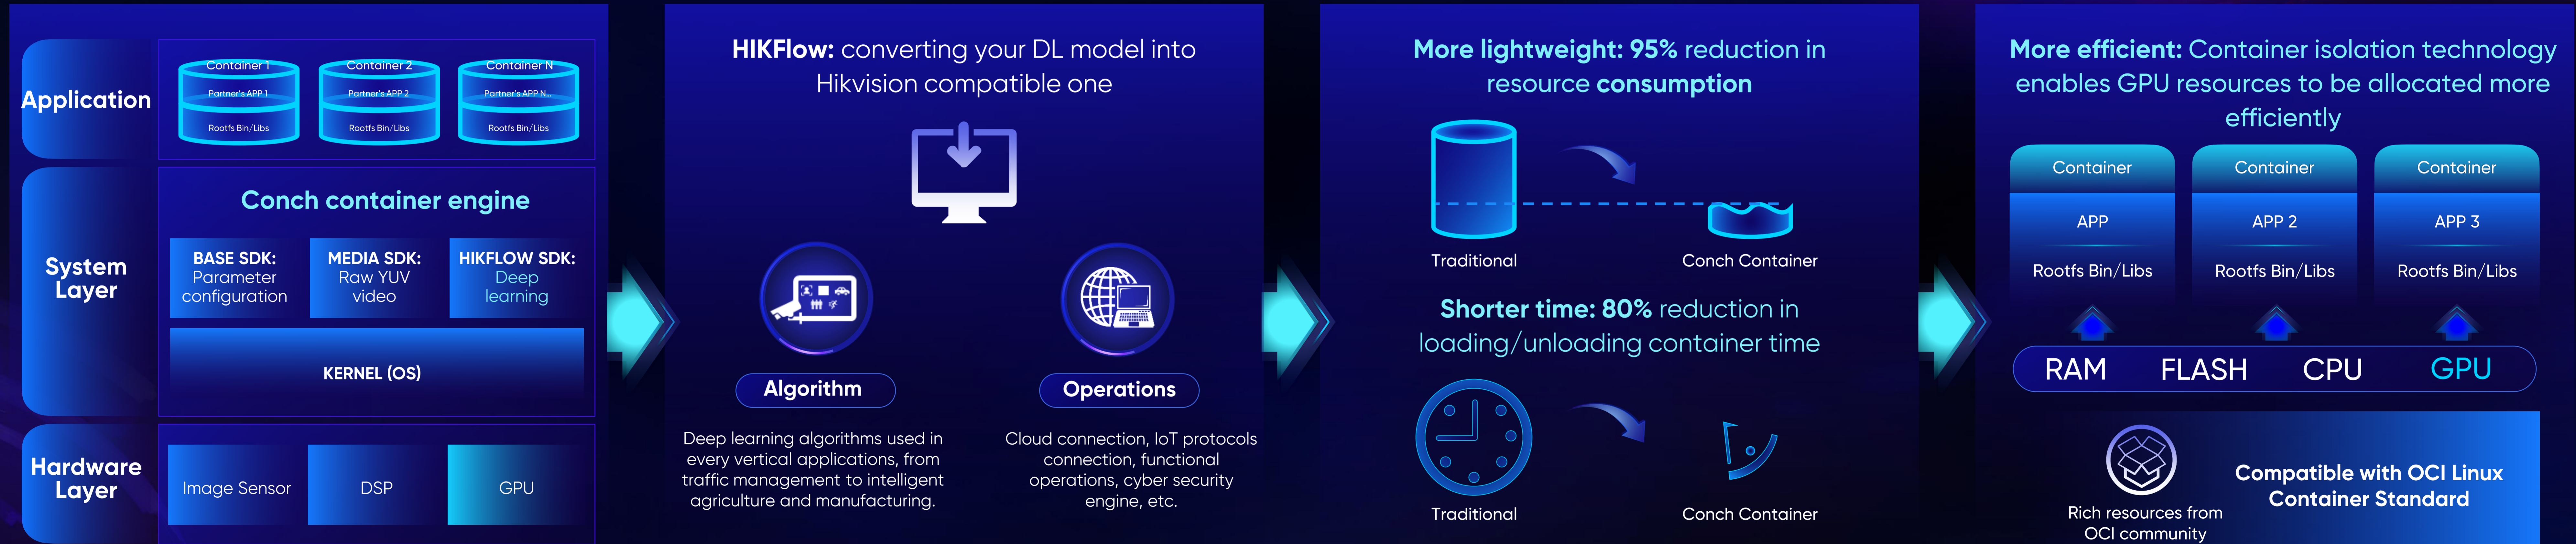 Application
Container 1
Partner's APP 1
Rootfs Bin/Libs
Container 2
Partner's APP 2
Rootfs Bin/Libs
Container N
Partner's APP N...
Rootfs Bin/Libs
System
Layer
Conch container engine
BASE SDK:
Parameter
configuration
MEDIA SDK:
Raw YUV
video
HIKFLOW SDK:
Deep
learning
KERNEL (OS)
Hardware
Layer
Image Sensor
DSP
GPU
HIKFlow: converting your DL model into
Hikvision compatible one
Algorithm
Deep learning algorithms used in
every vertical applications, from
traffic management to intelligent
agriculture and manufacturing.
Operations
Cloud connection, IoT protocols
connection, functional
operations, cyber security
engine, etc.
More lightweight: 95% reduction in
resource consumption
Traditional
Conch Container
Shorter time: 80% reduction in
loading/unloading container time
Traditional
Conch Container
More efficient: Container isolation technology
enables GPU resources to be allocated more
efficiently
Container
APP
Rootfs Bin/Libs
Container
APP 2
Rootfs Bin/Libs
Container
APP 3
Rootfs Bin/Libs
RAM FLASH CPU GPU
Rich resources from
OCI community
Compatible with OCI Linux
Container Standard